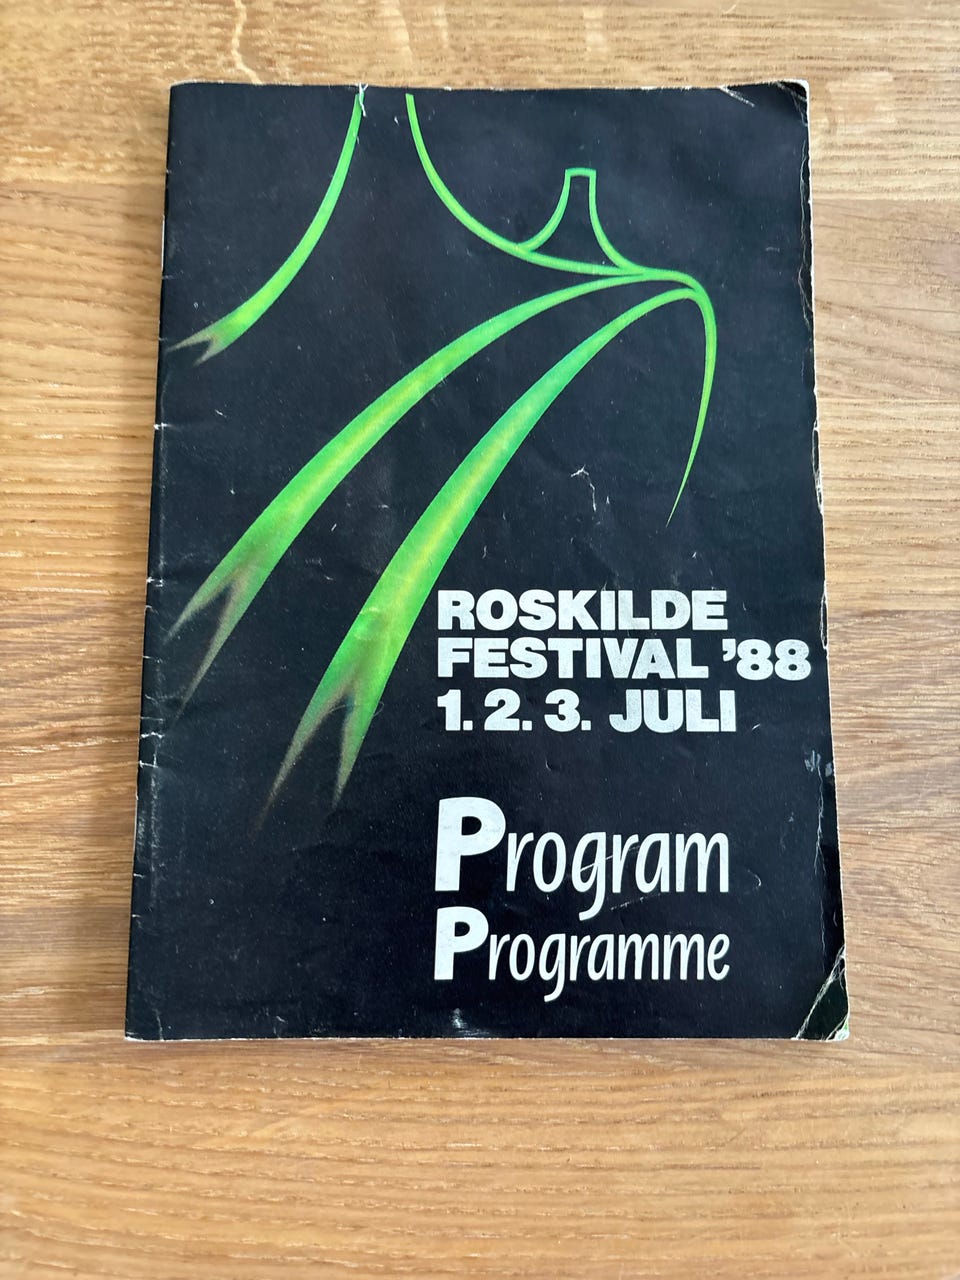 ROSKILDE
FESTIVAL '88
1. 2. 3. JULI
Program
Programme